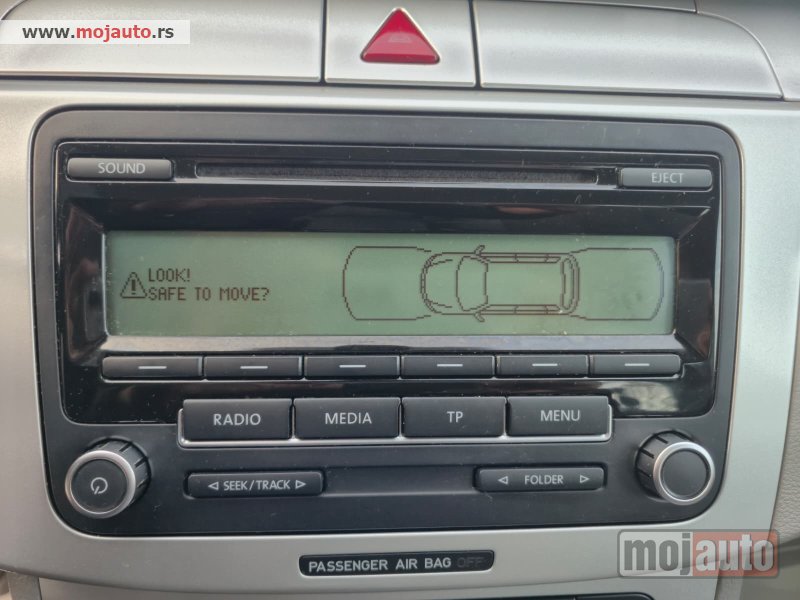 www.mojauto.rs
SOUND
EJECT
LOOK!
SAFE TO MOVE?
RADIO
MEDIA
TP
MENU
SEEK/TRACK
FOLDER
PASSENGER AIR BAG OFF
mojauto